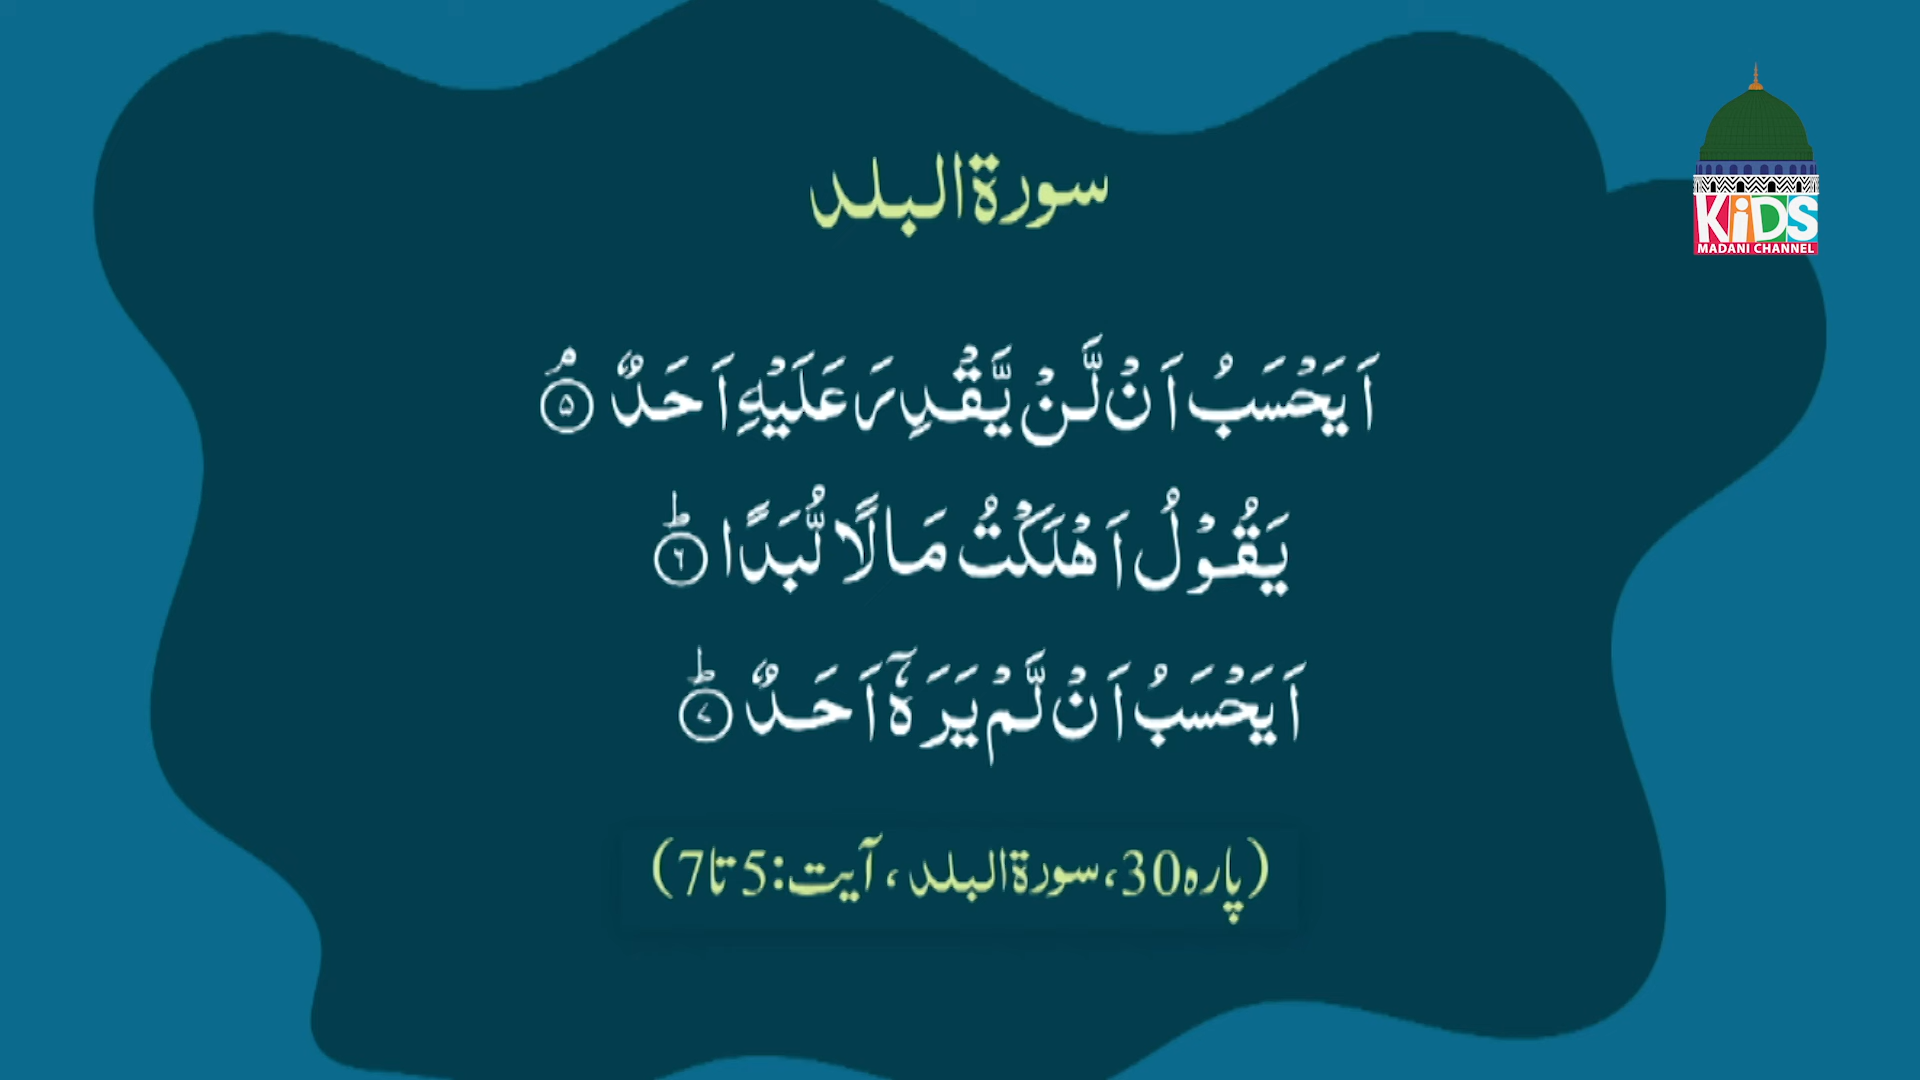 سورۃ البلد
KiDS
MADANI CHANNEL
اَیَحْسَبُ اَنْ لَّنْ یَّقْدِرَ عَلَیْهِ اَحَدٌۘ ﴿۵﴾
یَقُوْلُ اَهْلَكْتُ مَالًا لُّبَدًاؕ ﴿۶﴾
اَیَحْسَبُ اَنْ لَّمْ یَرَهٗۤ اَحَدٌؕ ﴿۷﴾
(پارہ30، سورۃ البلد، آیت:5تا7)